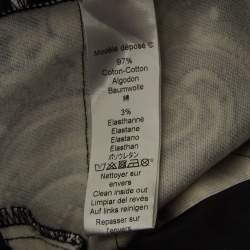 Modèle déposé ©
97%
Coton-Cotton
Algodon
Baumwolle
綿
3%
Elasthanne
Elastane
Elastano
Elasthan
ポリウレタン
Nettoyer sur
envers
Clean inside out
Limpiar del revés
Auf links reinigen
Repasser sur